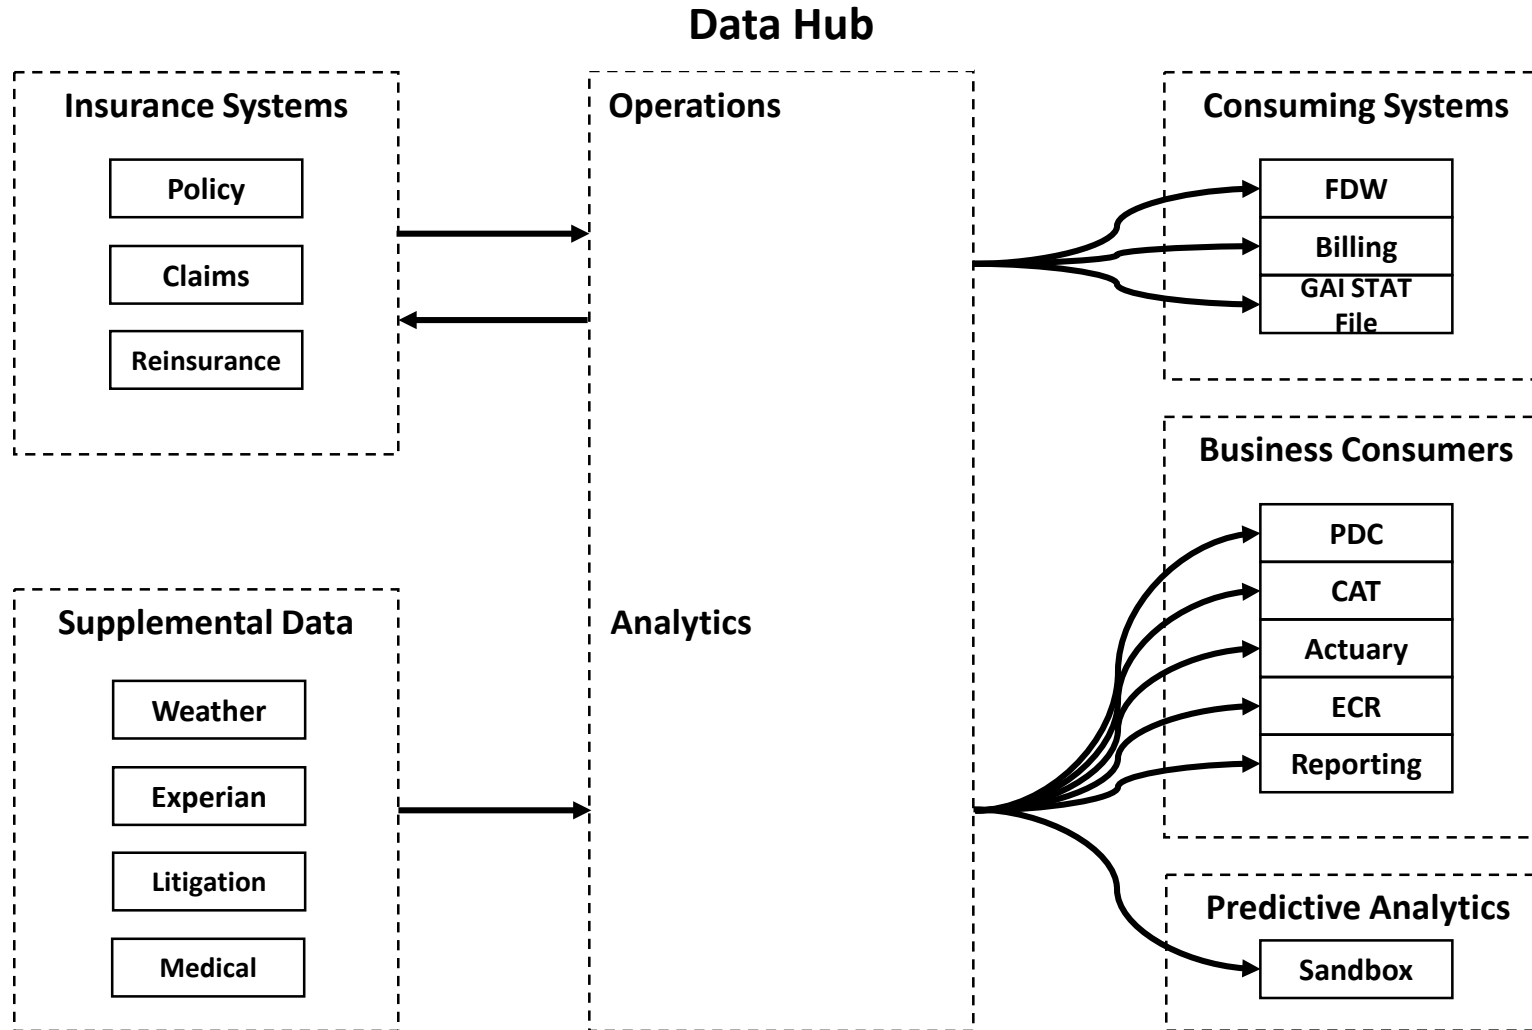 Data Hub
Insurance Systems
Policy
Claims
Reinsurance
Supplemental Data
Weather
Experian
Litigation
Medical
Operations
Analytics
Consuming Systems
FDW
Billing
GAI STAT
File
Business Consumers
PDC
CAT
Actuary
ECR
Reporting
Predictive Analytics
Sandbox